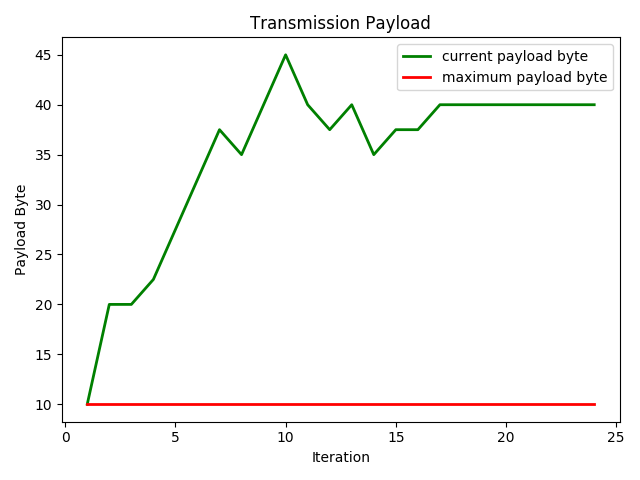 Transmission Payload
current payload byte
maximum payload byte
45
40
35
30
25
20
15
10
Payload Byte
0 5 10 15 20 25
Iteration